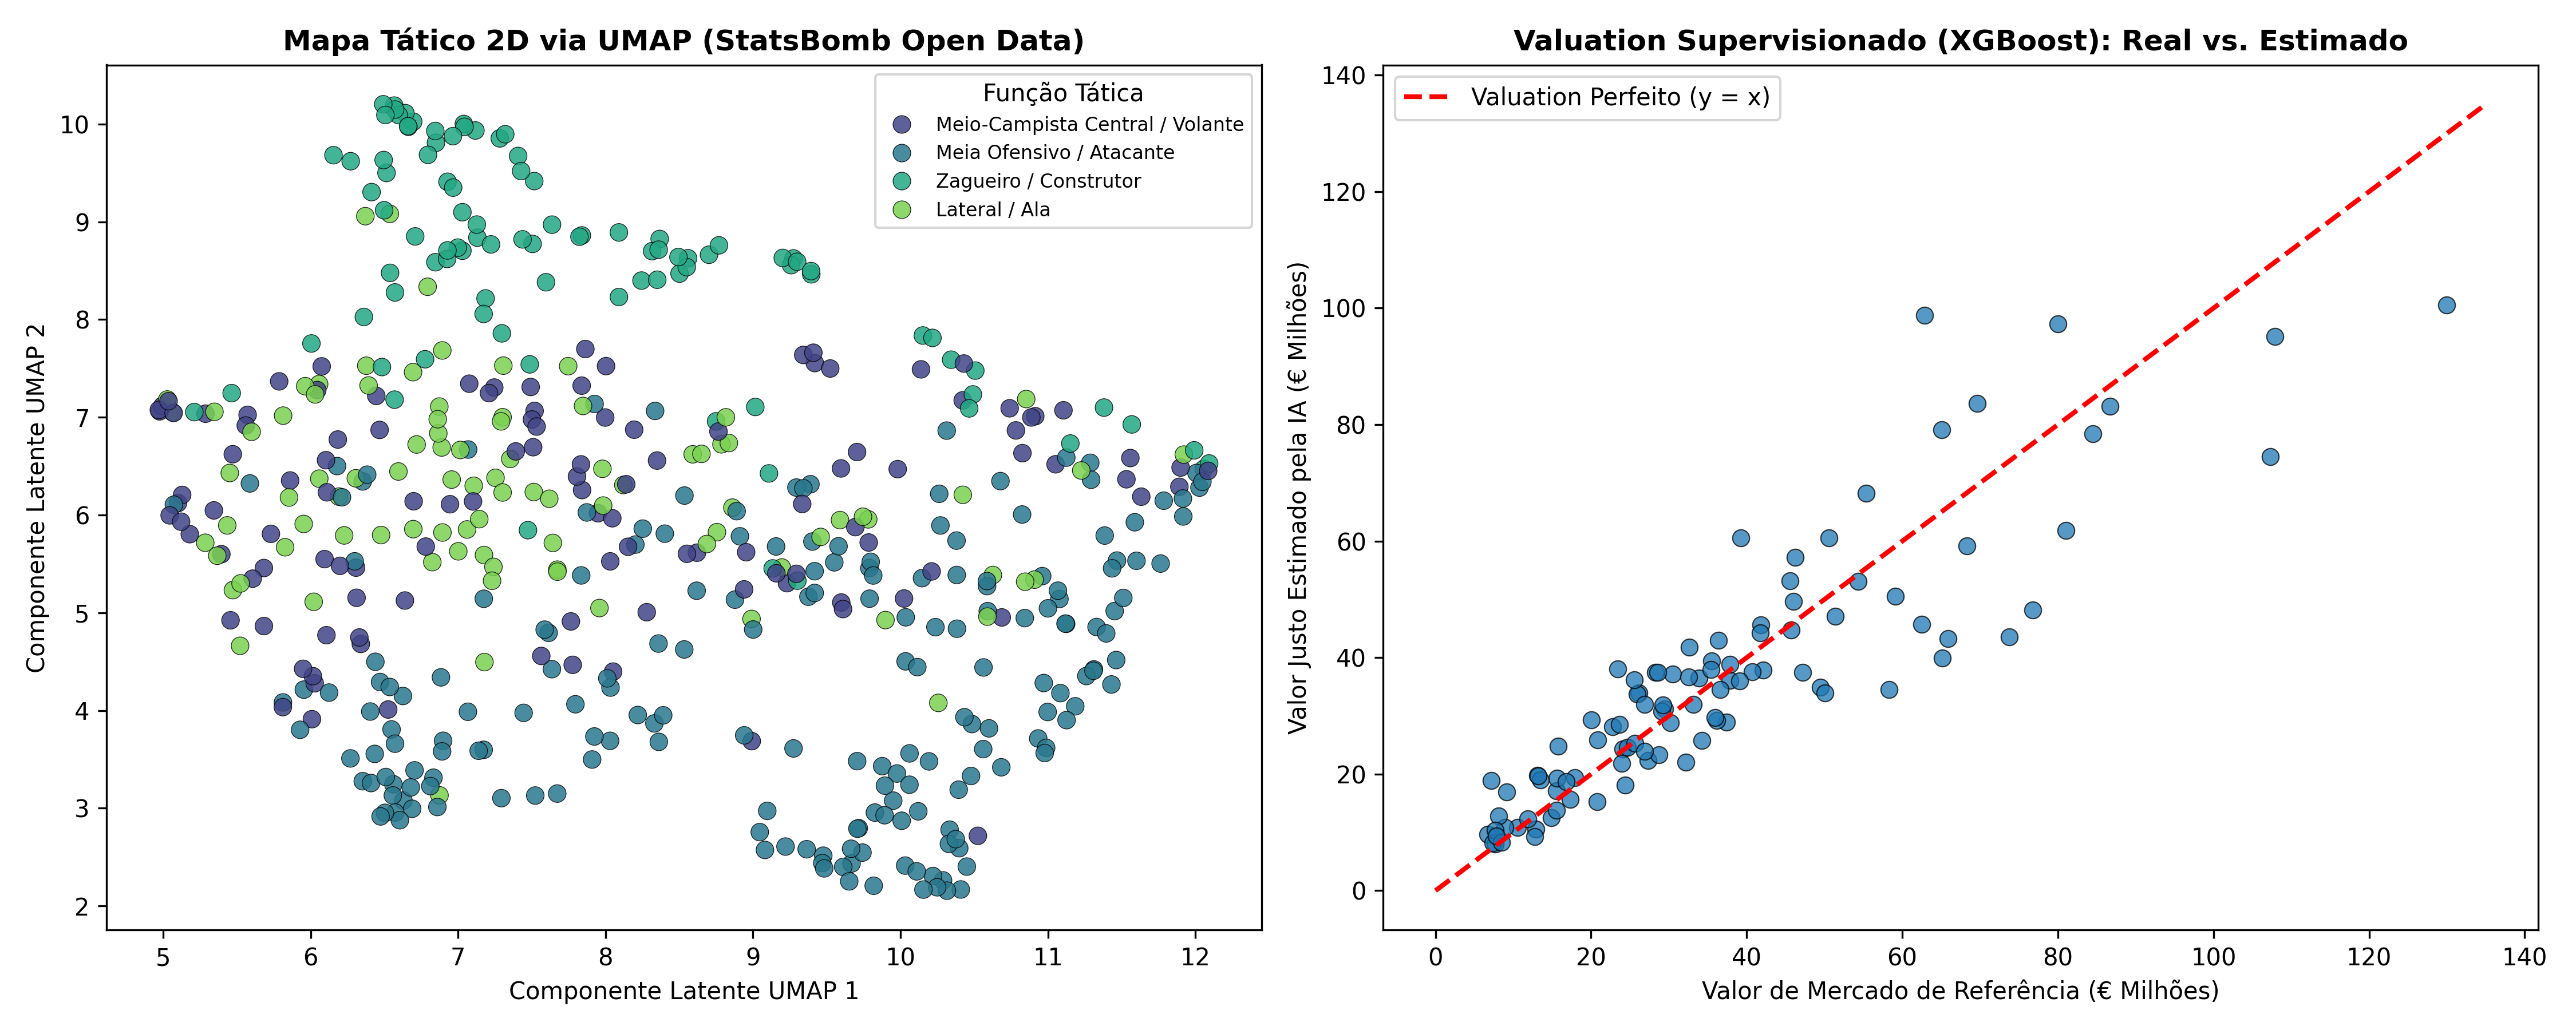 Mapa Tático 2D via UMAP (StatsBomb Open Data)
Função Tática
Meio-Campista Central / Volante
Meia Ofensivo / Atacante
Zagueiro / Construtor
Lateral / Ala
Componente Latente UMAP 2
10
9
8
7
6
5
4
3
2
5 6 7 8 9 10 11 12
Componente Latente UMAP 1
Valuation Supervisionado (XGBoost): Real vs. Estimado
Valuation Perfeito (y = x)
Valor Justo Estimado pela IA (€ Milhões)
140
120
100
80
60
40
20
0
0 20 40 60 80 100 120 140
Valor de Mercado de Referência (€ Milhões)